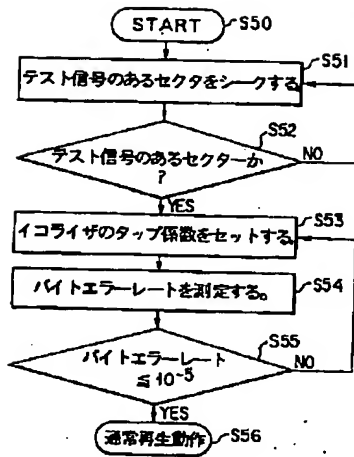 START
S50
S51
テスト信号のあるセクタをシークする
S52
テスト信号のあるセクターか
?
NO
YES
S53
イコライザのタップ係数をセットする。
S54
バイトエラーレートを測定する。
S55
バイトエラーレート
≦10⁻⁵
NO
YES
通常再生動作
S56